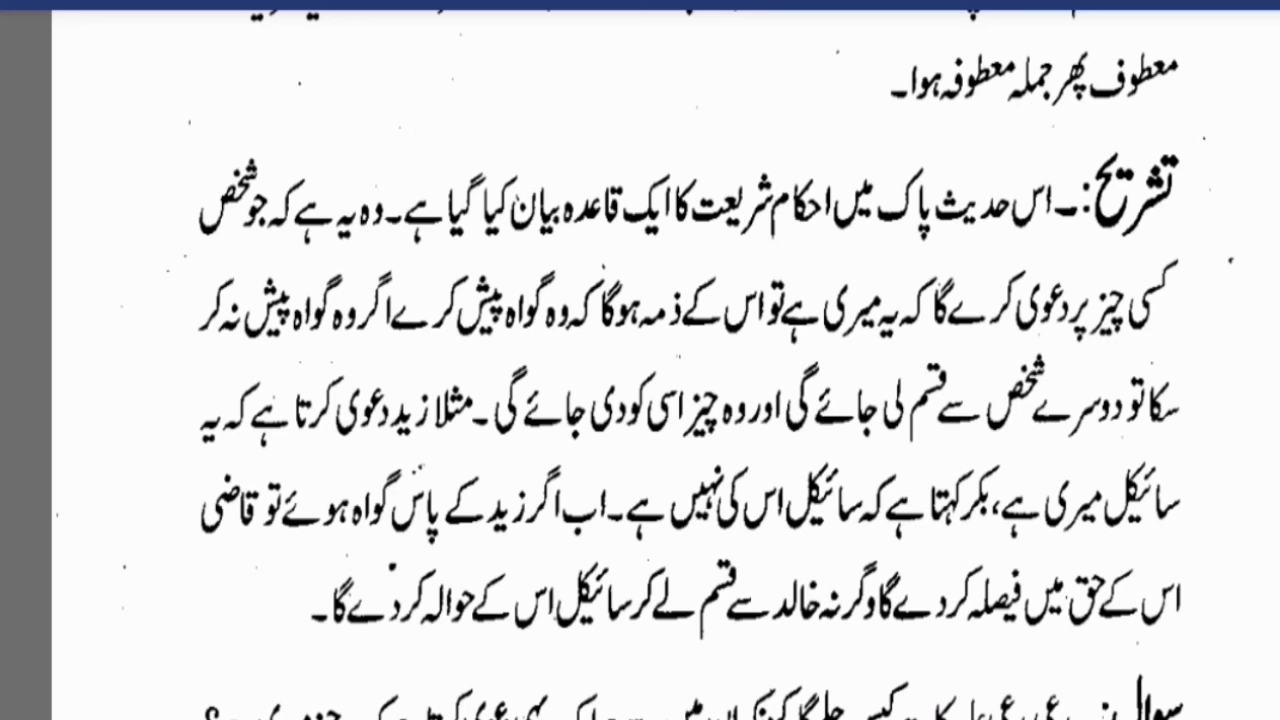 معطوف پھر جملہ معطوفہ ہوا۔
تشریح:۔ اس حدیث پاک میں احکام شریعت کا ایک قاعدہ بیان کیا گیا ہے۔ وہ یہ ہے کہ جو شخص
کسی چیز پر دعوی کرے گا کہ یہ میری ہے تو اس کے ذمہ ہوگا کہ وہ گواہ پیش کرے اگر وہ گواہ پیش نہ کر
سکا تو دوسرے شخص سے قسم لی جائے گی اور وہ چیز اسی کو دی جائے گی۔ مثلا زید دعوی کرتا ہے کہ یہ
سائیکل میری ہے، بکر کہتا ہے کہ سائیکل اس کی نہیں ہے۔ اب اگر زید کے پاس گواہ ہوئے تو قاضی
اس کے حق میں فیصلہ کر دے گا وگرنہ خالد سے قسم لے کر سائیکل اس کے حوالہ کر دے گا۔